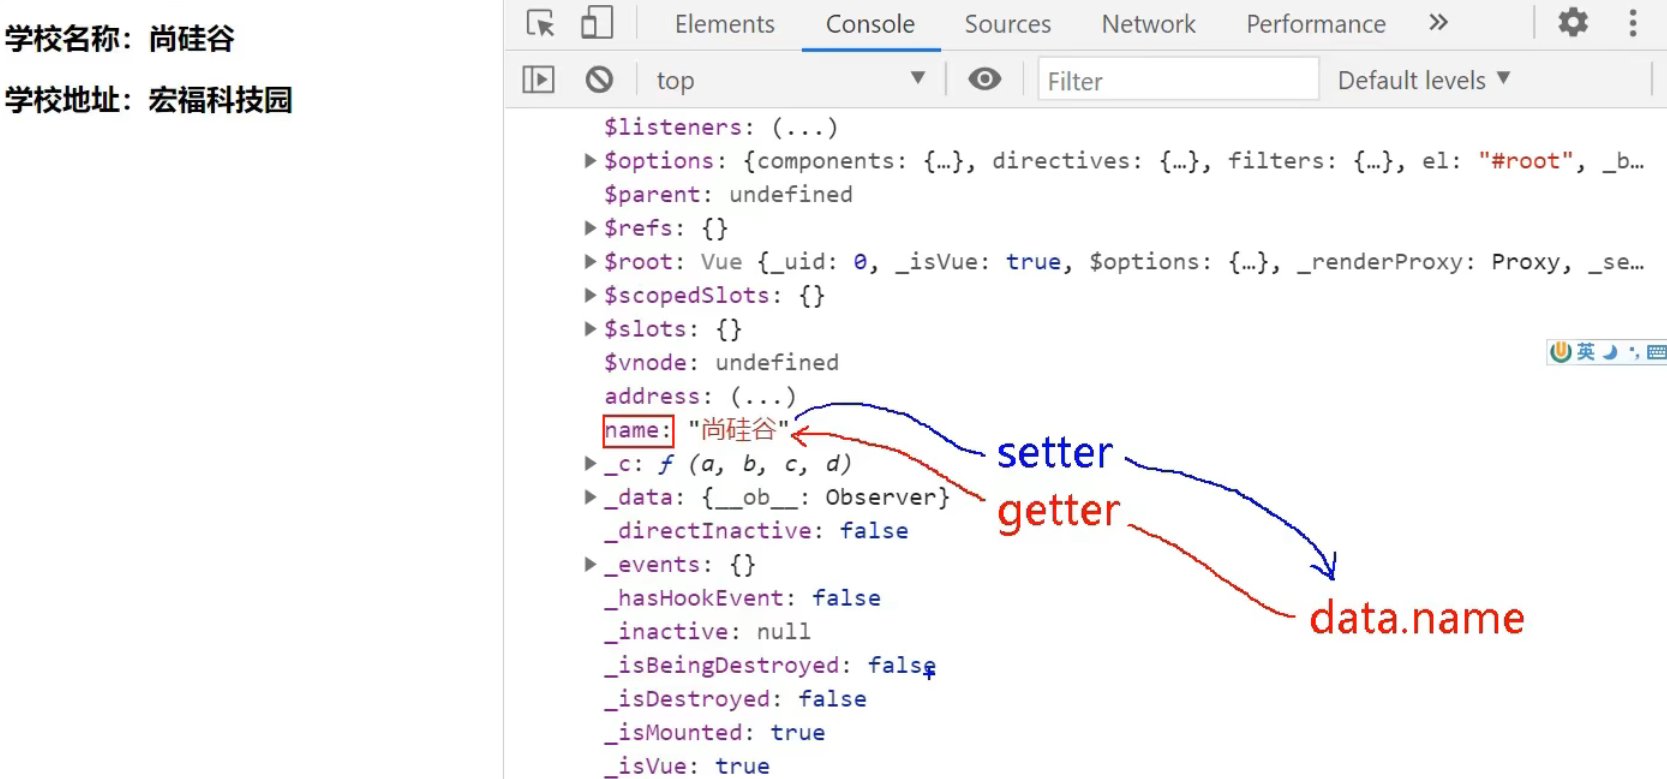 学校名称：尚硅谷
学校地址：宏福科技园
Elements Console Sources Network Performance »
top Filter Default levels ▼
$listeners: (...)
$options: {components: {…}, directives: {…}, filters: {…}, el: "#root", _b…
$parent: undefined
$refs: {}
$root: Vue {_uid: 0, _isVue: true, $options: {…}, _renderProxy: Proxy, _se…
$scopedSlots: {}
$slots: {}
$vnode: undefined
英
address: (...)
name: "尚硅谷"
setter
_c: ƒ (a, b, c, d)
_data: {__ob__: Observer}
getter
_directInactive: false
_events: {}
_hasHookEvent: false
data.name
_inactive: null
_isBeingDestroyed: false
_isDestroyed: false
_isMounted: true
_isVue: true